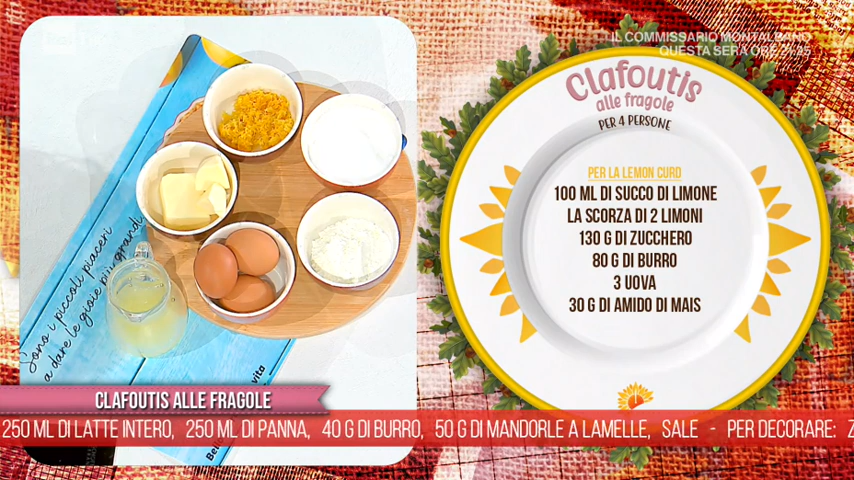 IL COMMISSARIO MONTALBANO
QUESTA SERA ORE 21:25
Clafoutis
alle fragole
PER 4 PERSONE
PER LA LEMON CURD
100 ML DI SUCCO DI LIMONE
LA SCORZA DI 2 LIMONI
130 G DI ZUCCHERO
80 G DI BURRO
3 UOVA
30 G DI AMIDO DI MAIS
Sono i piccoli piaceri
a dare le gioie più grandi
CLAFOUTIS ALLE FRAGOLE
250 ML DI LATTE INTERO, 250 ML DI PANNA, 40 G DI BURRO, 50 G DI MANDORLE A LAMELLE, SALE - PER DECORARE: Z